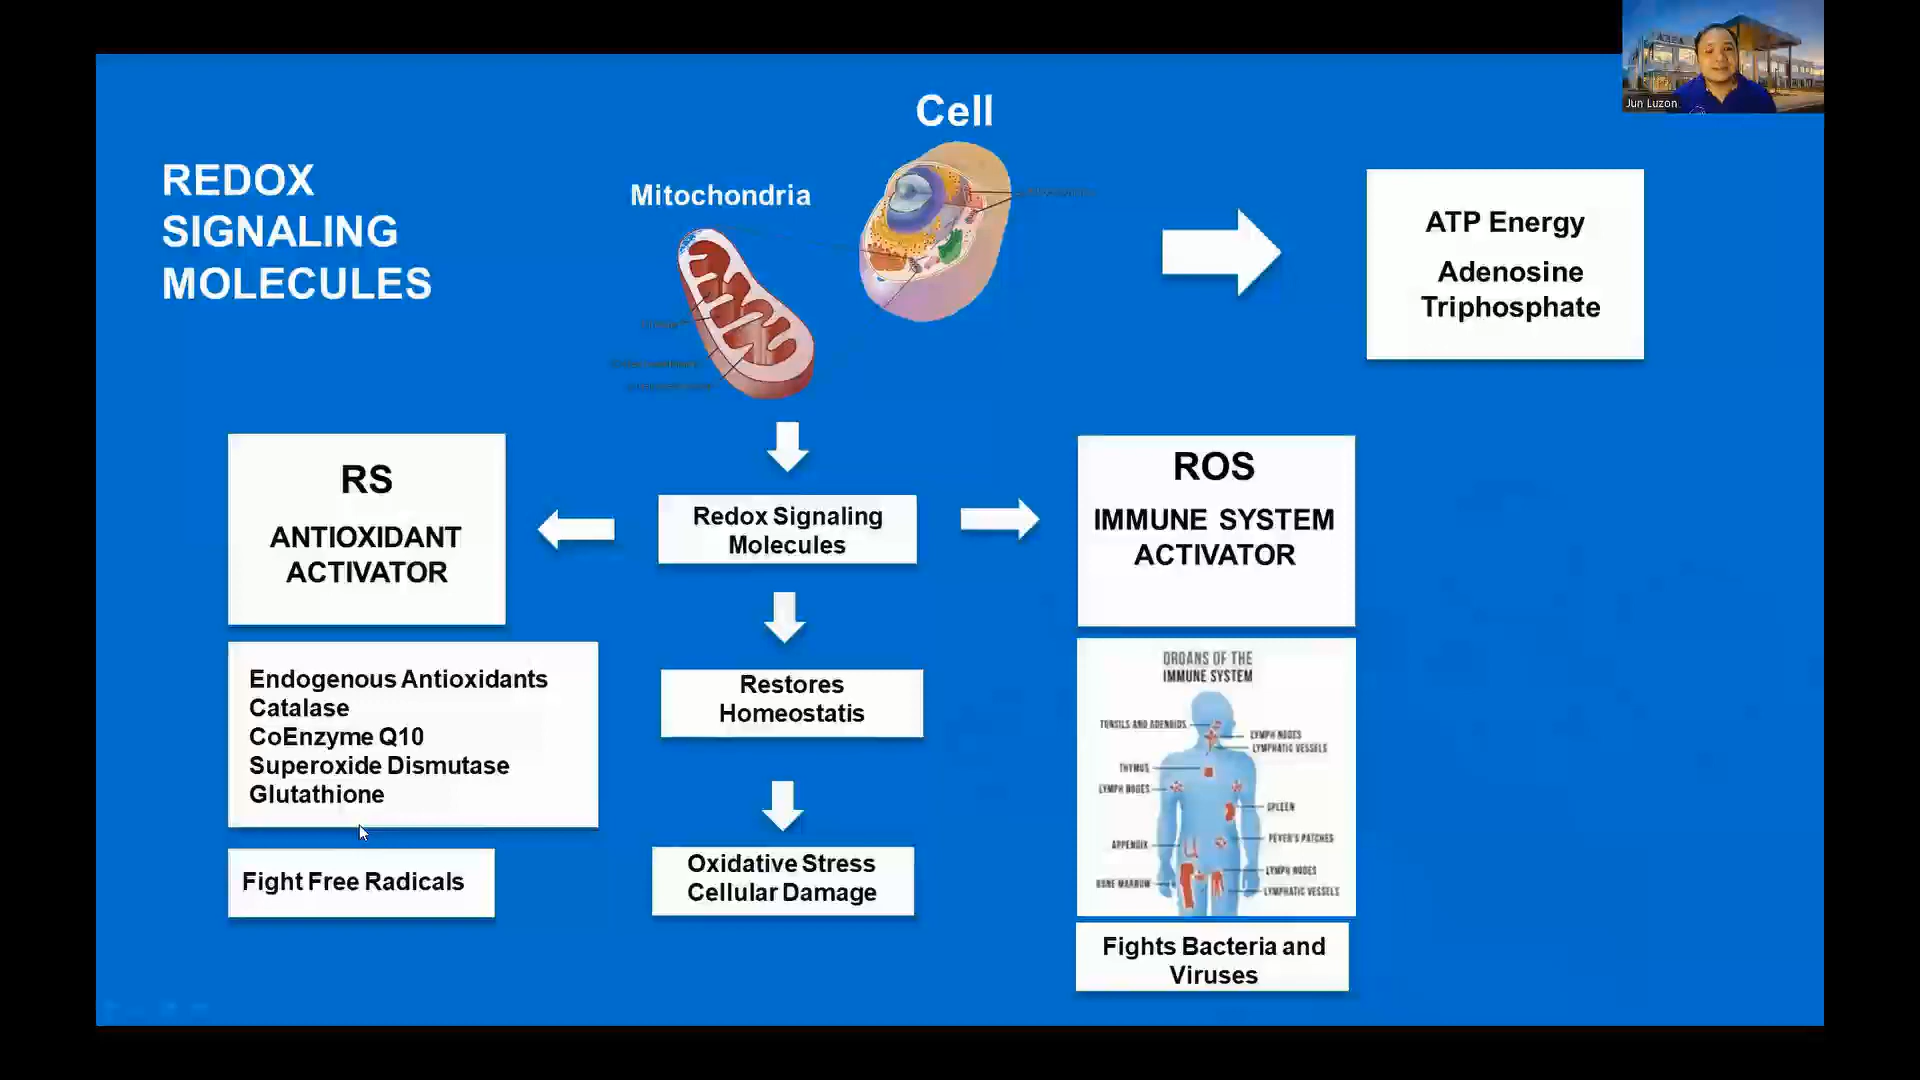 Jun Luzon
Cell
REDOX
SIGNALING
MOLECULES
Mitochondria
ATP Energy
Adenosine
Triphosphate
RS
ANTIOXIDANT
ACTIVATOR
Redox Signaling
Molecules
ROS
IMMUNE SYSTEM
ACTIVATOR
Endogenous Antioxidants
Catalase
CoEnzyme Q10
Superoxide Dismutase
Glutathione
Restores
Homeostatis
ORGANS OF THE
IMMUNE SYSTEM
TONSILS AND ADENOIDS
LYMPH NODES
LYMPHATIC VESSELS
THYMUS
LYMPH NODES
SPLEEN
PEYER'S PATCHES
APPENDIX
LYMPH NODES
BONE MARROW
LYMPHATIC VESSELS
Fight Free Radicals
Oxidative Stress
Cellular Damage
Fights Bacteria and
Viruses